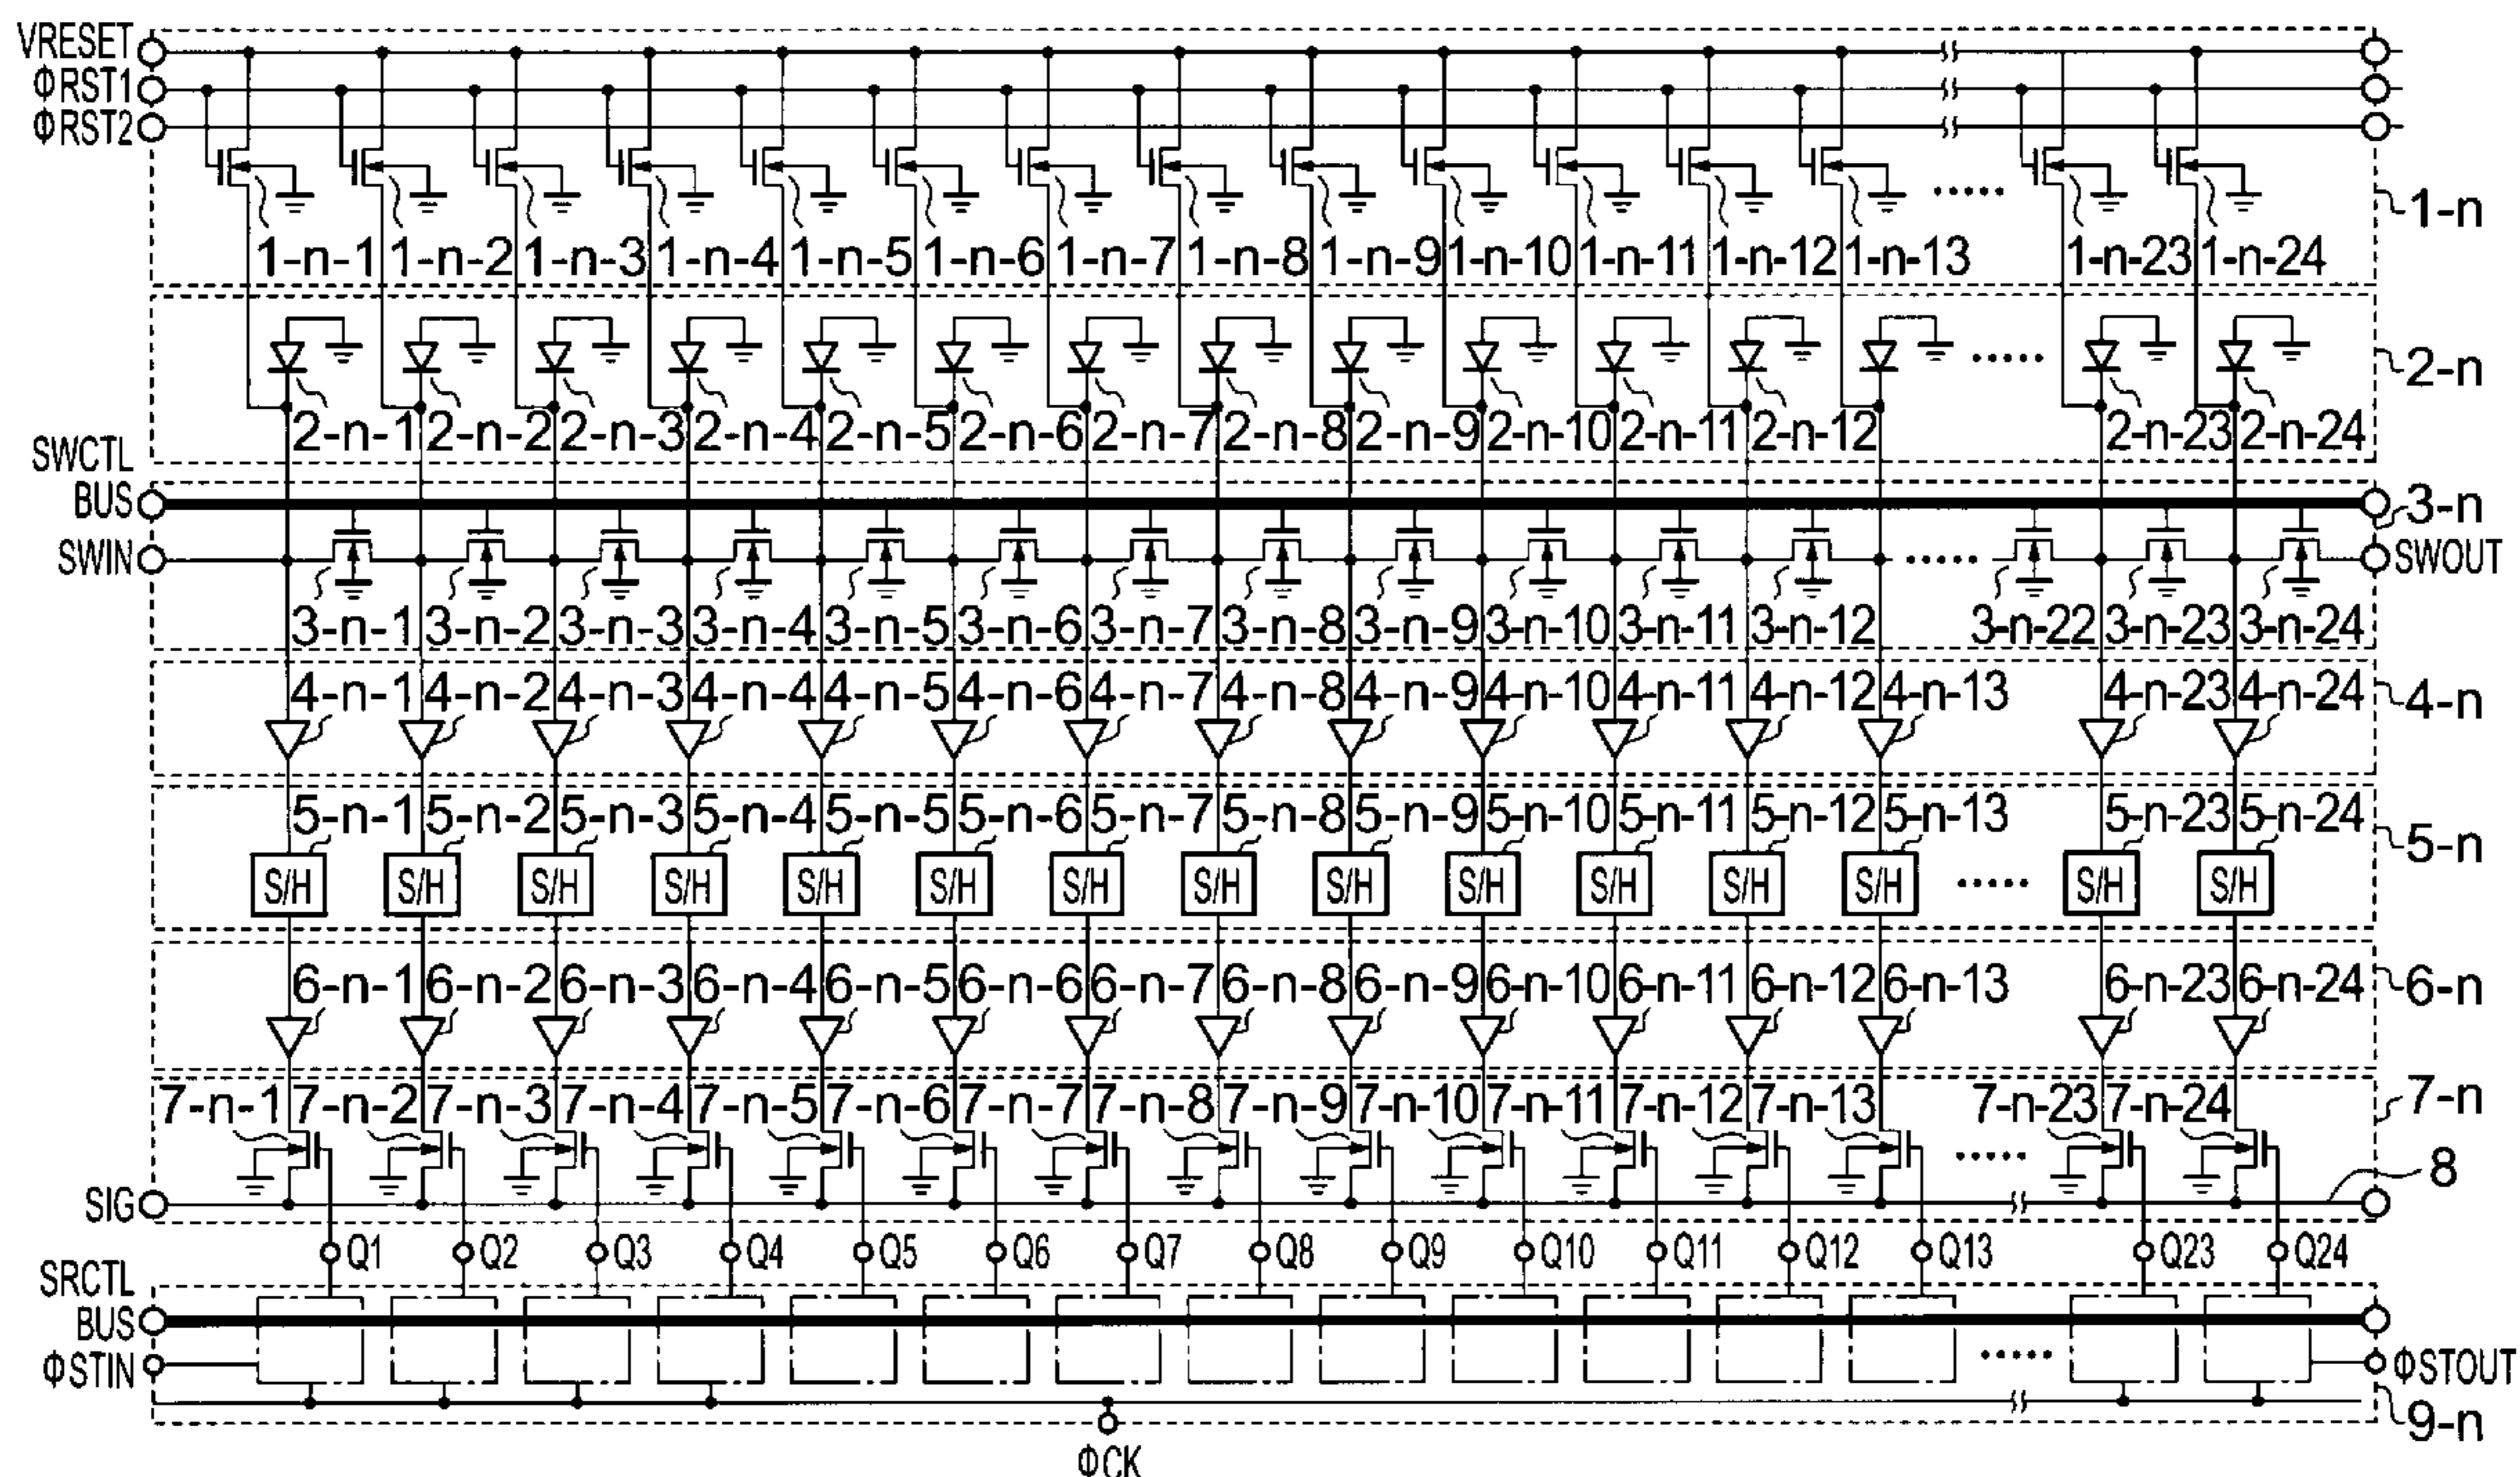 VRESET
ΦRST1
ΦRST2
1-n-1 1-n-2 1-n-3 1-n-4 1-n-5 1-n-6 1-n-7 1-n-8 1-n-9 1-n-10 1-n-11 1-n-12 1-n-13 1-n-23 1-n-24
1-n
2-n
2-n-1 2-n-2 2-n-3 2-n-4 2-n-5 2-n-6 2-n-7 2-n-8 2-n-9 2-n-10 2-n-11 2-n-12 2-n-23 2-n-24
SWCTL
BUS
3-n
SWIN
SWOUT
3-n-1 3-n-2 3-n-3 3-n-4 3-n-5 3-n-6 3-n-7 3-n-8 3-n-9 3-n-10 3-n-11 3-n-12 3-n-22 3-n-23 3-n-24
4-n-1 4-n-2 4-n-3 4-n-4 4-n-5 4-n-6 4-n-7 4-n-8 4-n-9 4-n-10 4-n-11 4-n-12 4-n-13 4-n-23 4-n-24
4-n
5-n-1 5-n-2 5-n-3 5-n-4 5-n-5 5-n-6 5-n-7 5-n-8 5-n-9 5-n-10 5-n-11 5-n-12 5-n-13 5-n-23 5-n-24
5-n
S/H S/H S/H S/H S/H S/H S/H S/H S/H S/H S/H S/H S/H S/H S/H
6-n-1 6-n-2 6-n-3 6-n-4 6-n-5 6-n-6 6-n-7 6-n-8 6-n-9 6-n-10 6-n-11 6-n-12 6-n-13 6-n-23 6-n-24
6-n
7-n-1 7-n-2 7-n-3 7-n-4 7-n-5 7-n-6 7-n-7 7-n-8 7-n-9 7-n-10 7-n-11 7-n-12 7-n-13 7-n-23 7-n-24
7-n
8
SIG
Q1 Q2 Q3 Q4 Q5 Q6 Q7 Q8 Q9 Q10 Q11 Q12 Q13 Q23 Q24
SRCTL
BUS
ΦSTIN
ΦSTOUT
9-n
ΦCK